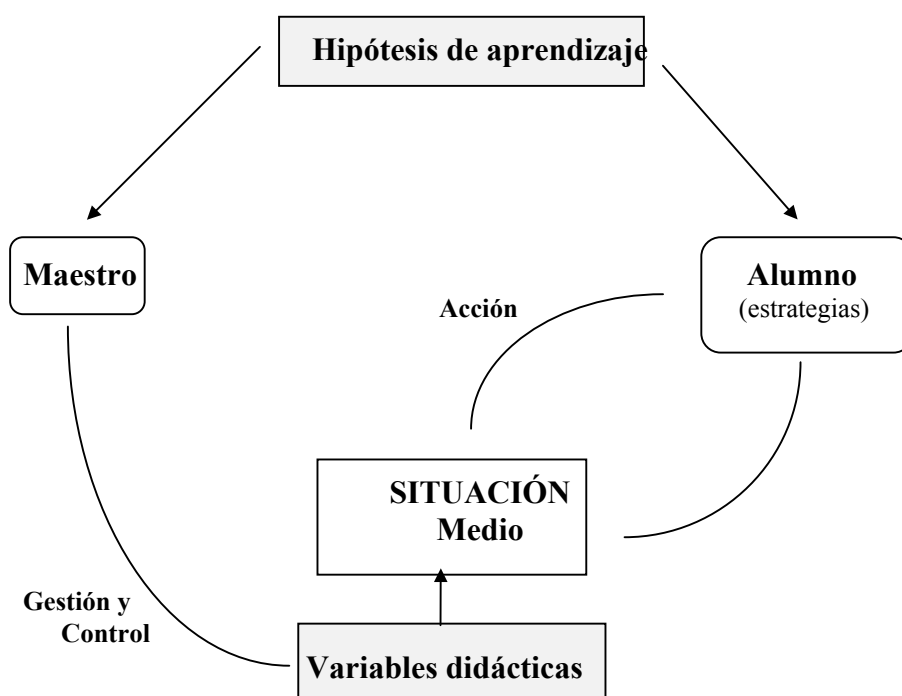 Hipótesis de aprendizaje
Maestro
Alumno
(estrategias)
Acción
SITUACIÓN
Medio
Gestión y
Control
Variables didácticas